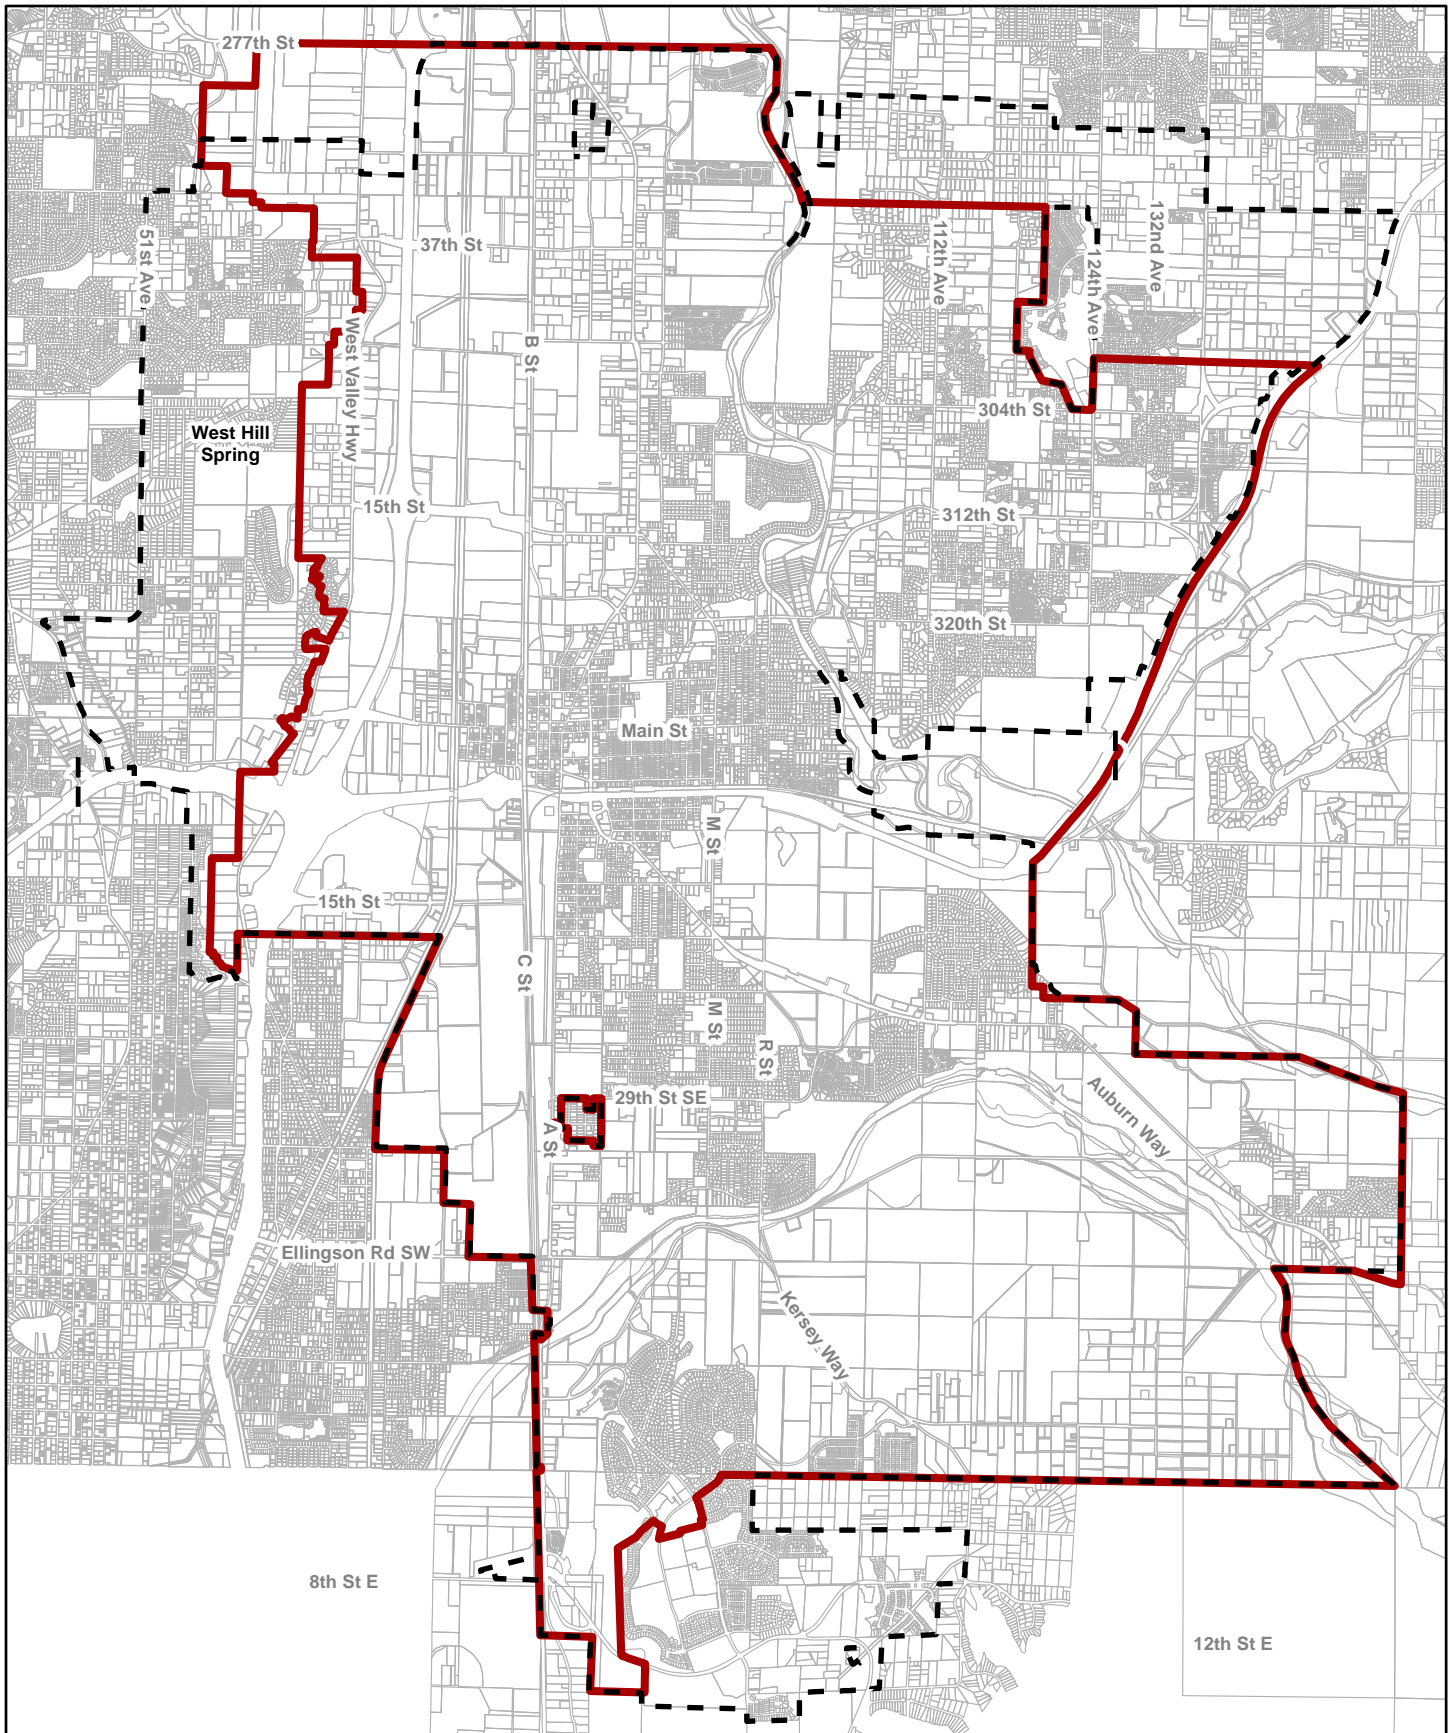 277th St
51st Ave
37th St
112th Ave
124th Ave
132nd Ave
West Valley Hwy
B St
304th St
West Hill
Spring
15th St
312th St
320th St
Main St
M St
15th St
C St
M St
R St
29th St SE
A St
Auburn Way
Ellingson Rd SW
Kersey Way
8th St E
12th St E